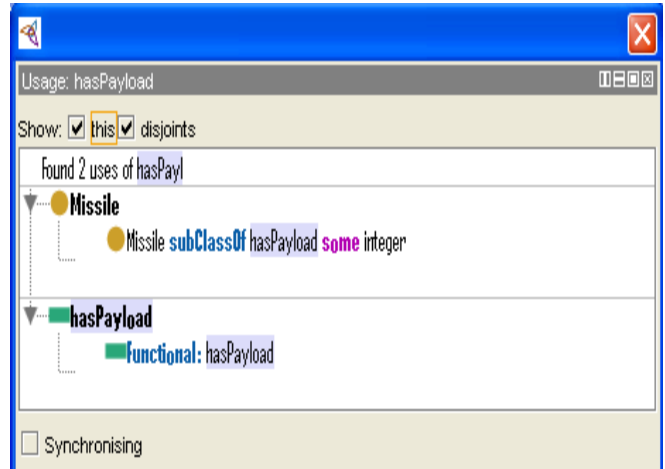 Usage: hasPayload
Show: this disjoints
Found 2 uses of hasPayl
Missile
Missile subClassOf hasPayload some integer
hasPayload
Functional: hasPayload
Synchronising